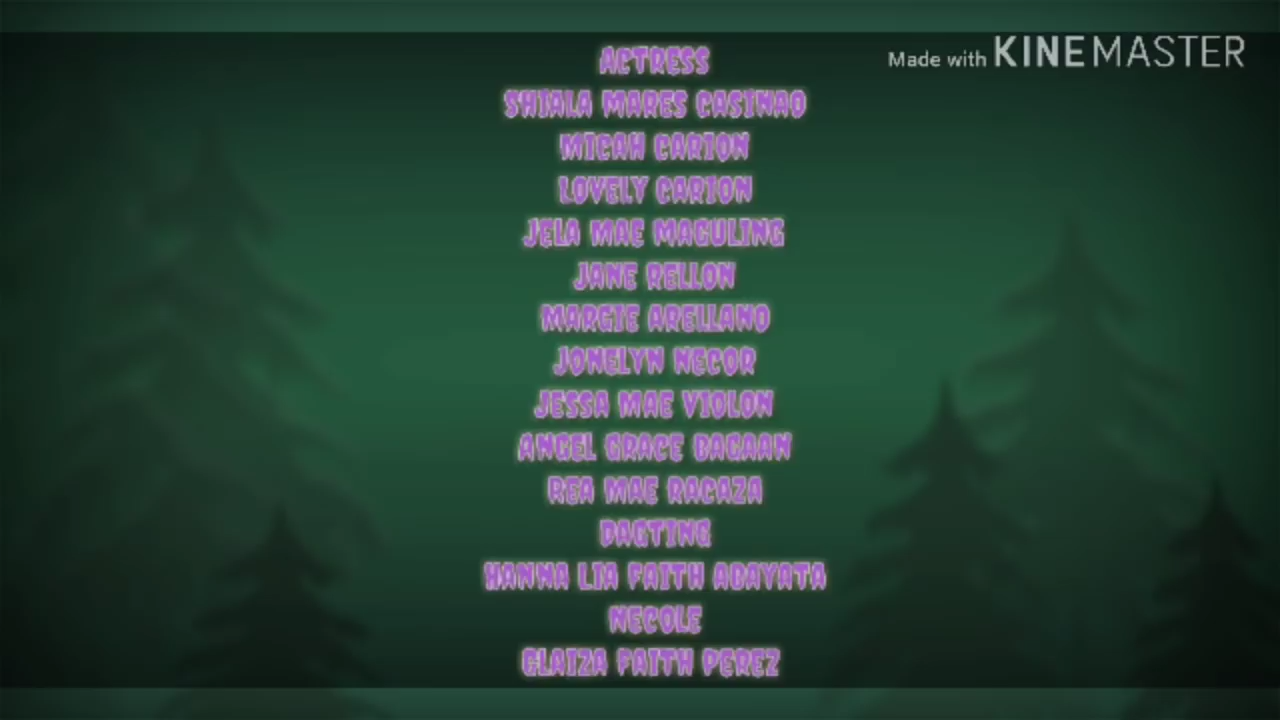 ACTRESS
Made with KINEMASTER
SHIALA MARES CASINAO
MICAH CARION
LOVELY CARION
JELA MAE MAGULING
JANE RELLON
MARGIE ARELLANO
JONELYN NECOR
JESSA MAE VIOLON
ANGEL GRACE BAGAAN
REA MAE RACAZA
DAGTING
HANNA LIA FAITH ABAYATA
NECOLE
GLAIZA FAITH PEREZ